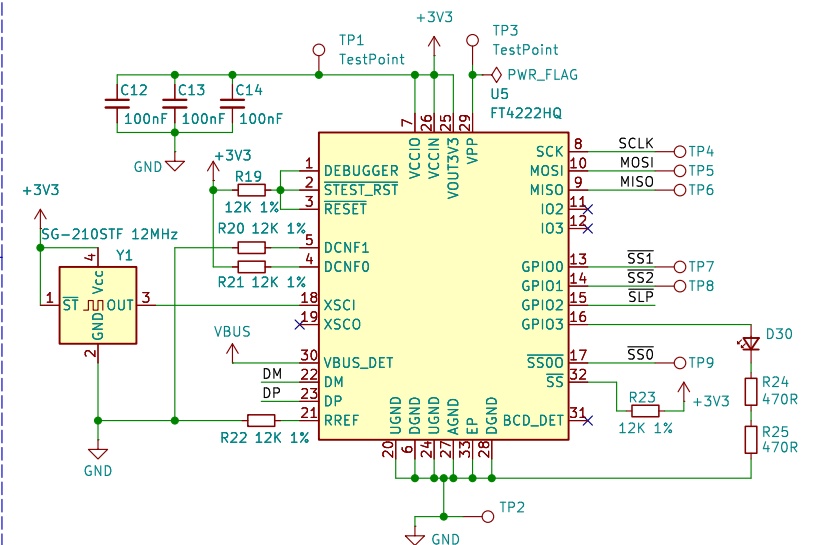 +3V3
TP3
TestPoint
TP1
TestPoint
PWR_FLAG
U5
FT4222HQ
C12
100nF
C13
100nF
C14
100nF
GND
7
26
25
29
VCCIO
VCCIN
VOUT3V3
VPP
+3V3
R19
12K 1%
1
DEBUGGER
2
STEST_RST
3
RESET
R20 12K 1%
5
DCNF1
4
DCNF0
R21 12K 1%
+3V3
SG-210STF 12MHz
Y1
4
Vcc
1
ST
OUT
3
GND
2
GND
18
XSCI
19
XSCO
VBUS
30
VBUS_DET
DM
22
DM
DP
23
DP
21
RREF
R22 12K 1%
SCK
8
SCLK
TP4
MOSI
10
MOSI
TP5
MISO
9
MISO
TP6
IO2
11
IO3
12
GPIO0
13
SS1
TP7
GPIO1
14
SS2
TP8
GPIO2
15
SLP
GPIO3
16
D30
SSOO
17
SS0
TP9
SS
32
R23
12K 1%
+3V3
R24
470R
R25
470R
BCD_DET
31
UGND
DGND
UGND
AGND
EP
DGND
20
6
24
27
33
28
TP2
GND